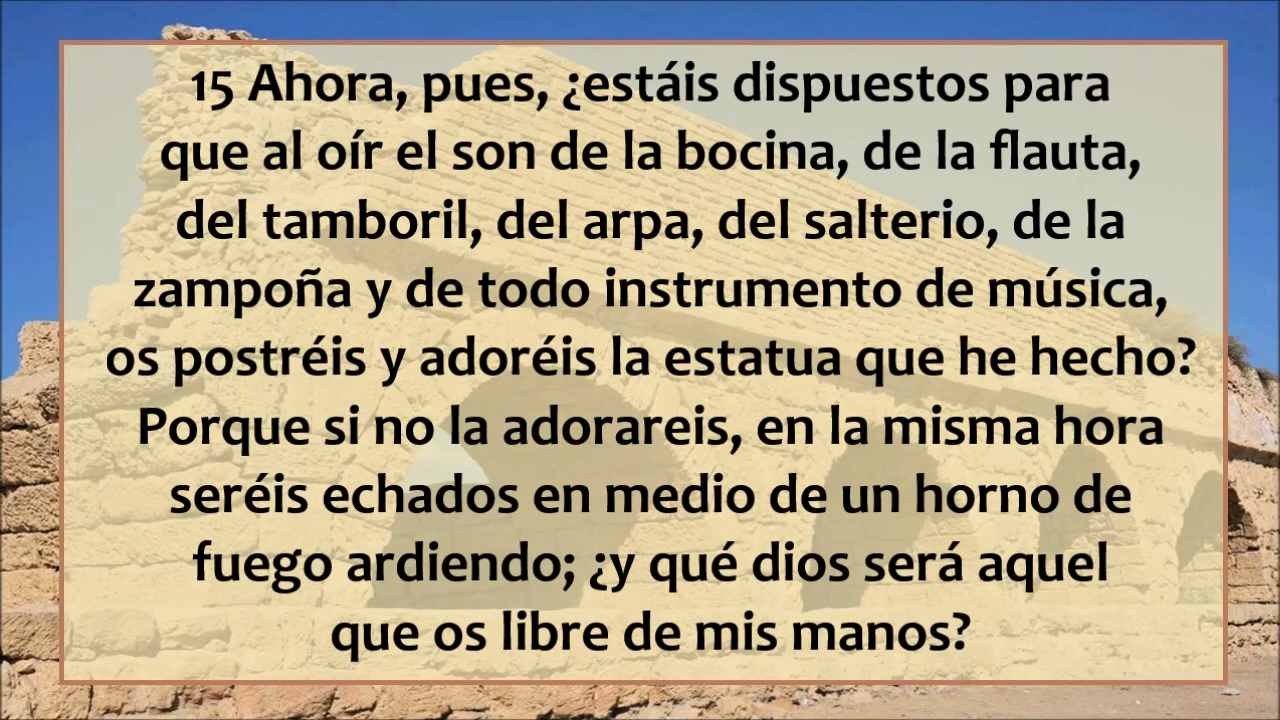 15 Ahora, pues, ¿estáis dispuestos para
que al oír el son de la bocina, de la flauta,
del tamboril, del arpa, del salterio, de la
zampoña y de todo instrumento de música,
os postréis y adoréis la estatua que he hecho?
Porque si no la adorareis, en la misma hora
seréis echados en medio de un horno de
fuego ardiendo; ¿y qué dios será aquel
que os libre de mis manos?